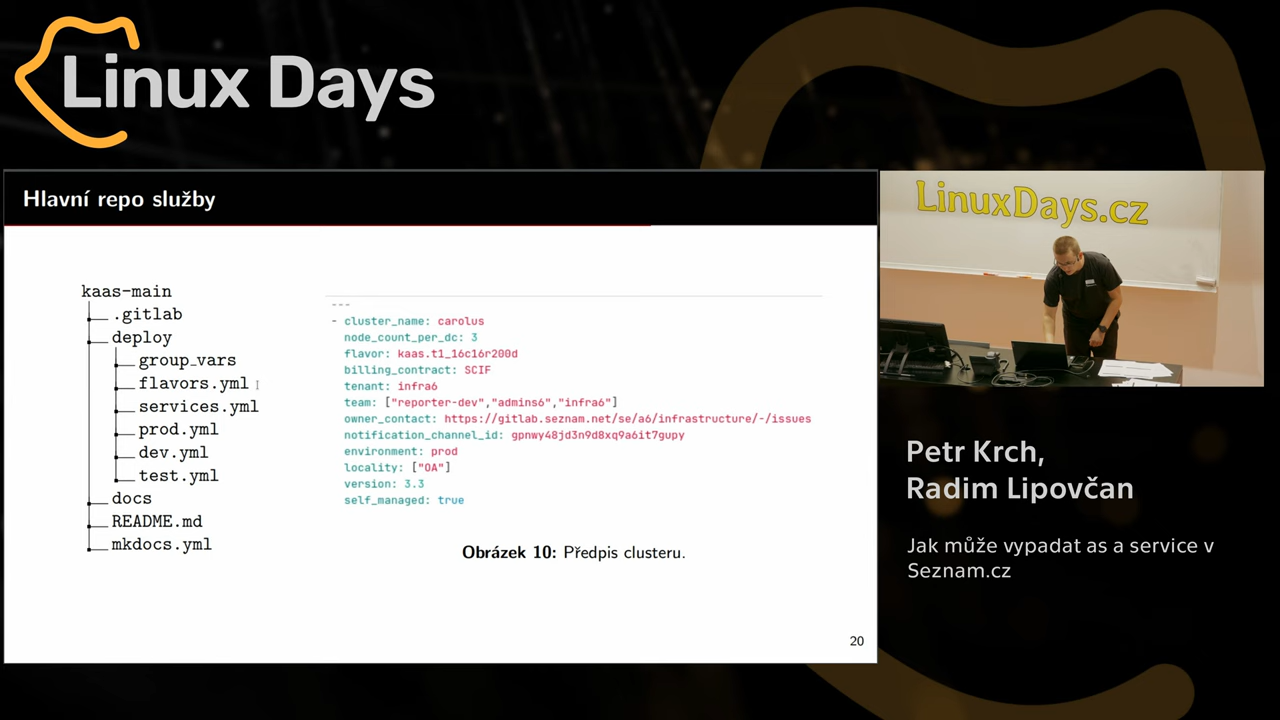 Linux Days
Hlavní repo služby
kaas-main
.gitlab
deploy
group_vars
flavors.yml
services.yml
prod.yml
dev.yml
test.yml
docs
README.md
mkdocs.yml
---
- cluster_name: carolus
node_count_per_dc: 3
flavor: kaas.t1_16c16r200d
billing_contract: SCIF
tenant: infra6
team: ["reporter-dev","admins6","infra6"]
owner_contact: https://gitlab.seznam.net/se/a6/infrastructure/-/issues
notification_channel_id: gpnwy48jd3n9d8xq9a6it7gupy
environment: prod
locality: ["OA"]
version: 3.3
self_managed: true
Obrázek 10: Předpis clusteru.
20
LinuxDays.cz
Petr Krch,
Radim Lipovčan
Jak může vypadat as a service v
Seznam.cz